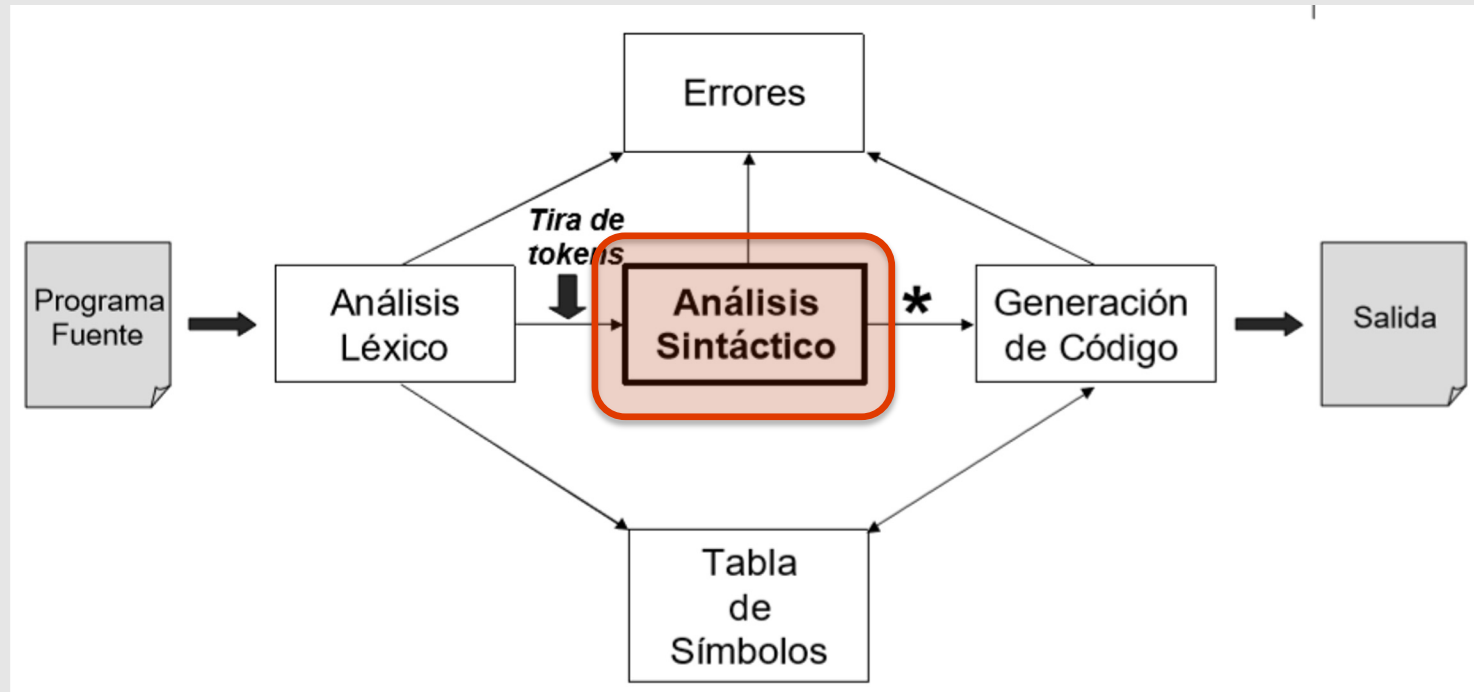 Errores
Tira de
tokens
Programa
Fuente
Análisis
Léxico
Análisis
Sintáctico
*
Generación
de Código
Salida
Tabla
de
Símbolos